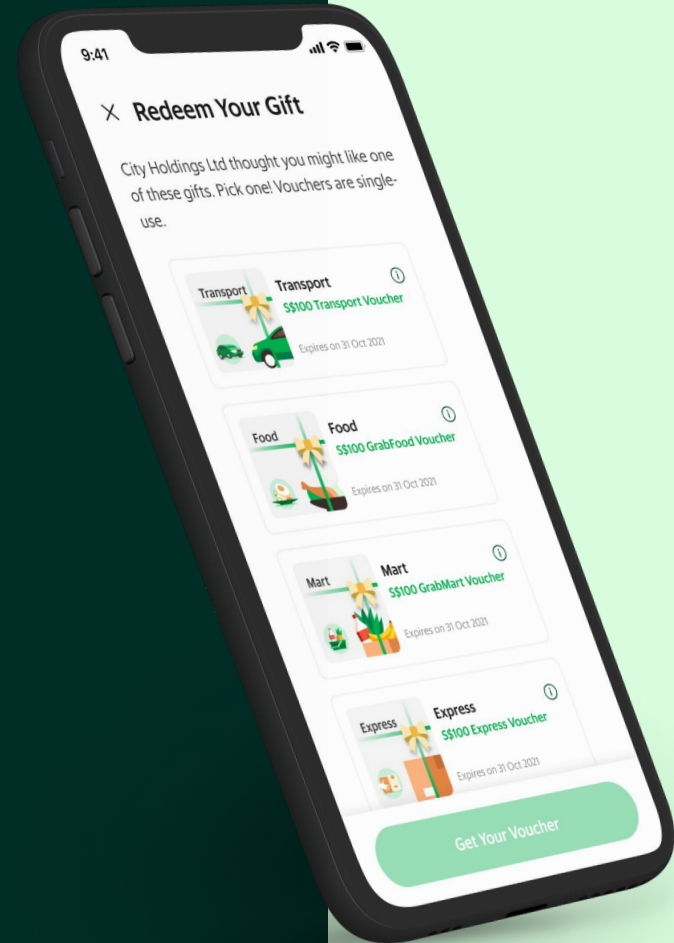 9:41
Redeem Your Gift
City Holdings Ltd thought you might like one
of these gifts. Pick one! Vouchers are single-
use.
Transport
Transport
S$100 Transport Voucher
Expires on 31 Oct 2021
Food
Food
S$100 GrabFood Voucher
Expires on 31 Oct 2021
Mart
Mart
S$100 GrabMart Voucher
Expires on 31 Oct 2021
Express
Express
S$100 Express Voucher
Expires on 31 Oct 2021
Get Your Voucher